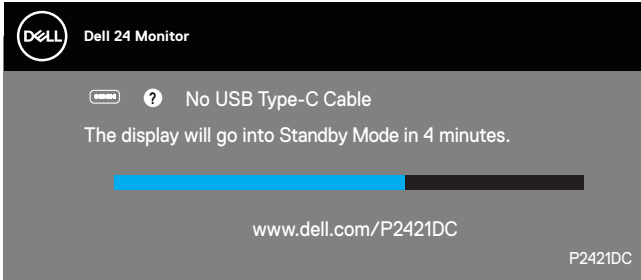 DELL
Dell 24 Monitor
? No USB Type-C Cable
The display will go into Standby Mode in 4 minutes.
www.dell.com/P2421DC
P2421DC